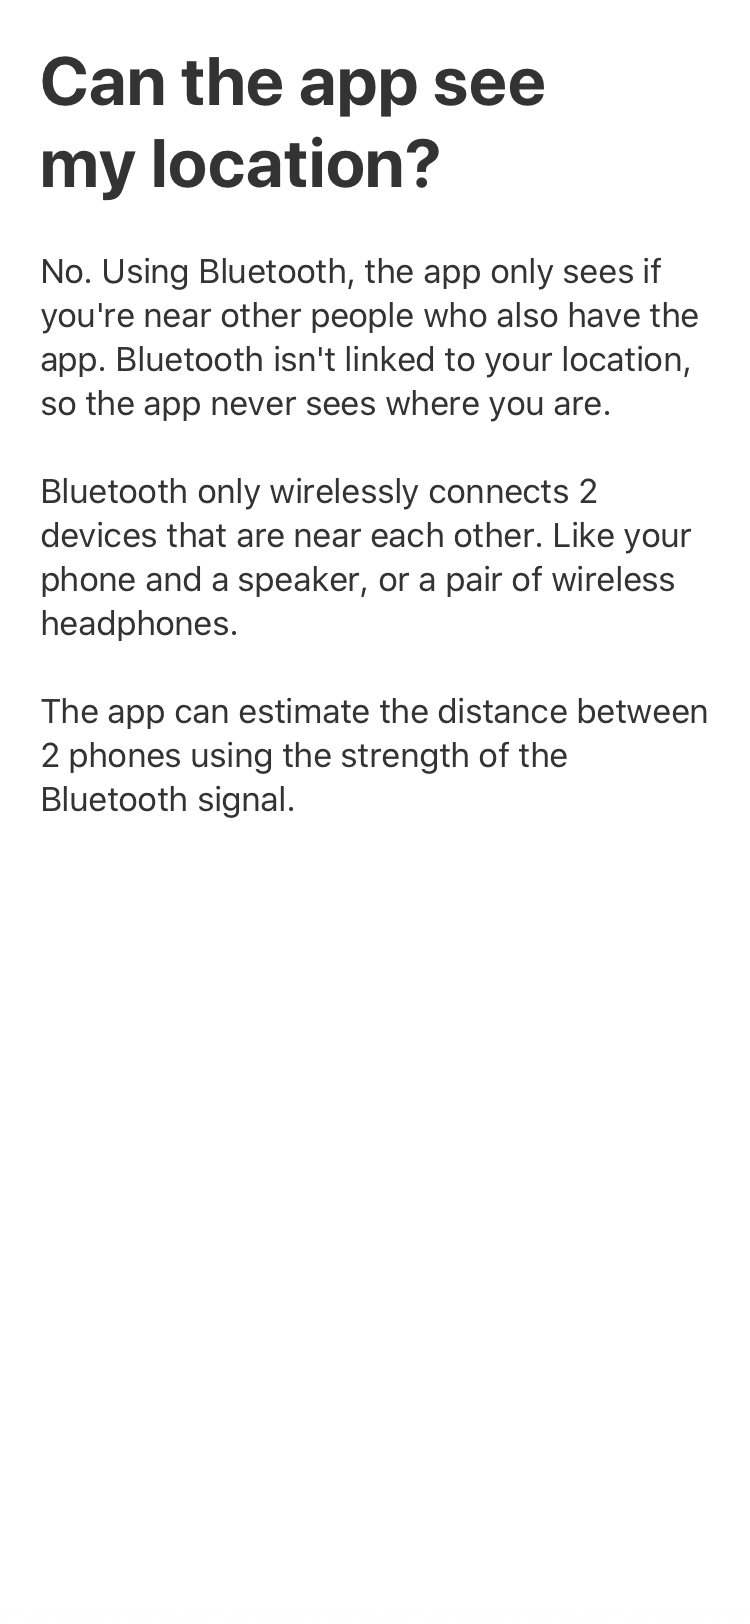 Can the app see
my location?
No. Using Bluetooth, the app only sees if
you're near other people who also have the
app. Bluetooth isn't linked to your location,
so the app never sees where you are.
Bluetooth only wirelessly connects 2
devices that are near each other. Like your
phone and a speaker, or a pair of wireless
headphones.
The app can estimate the distance between
2 phones using the strength of the
Bluetooth signal.